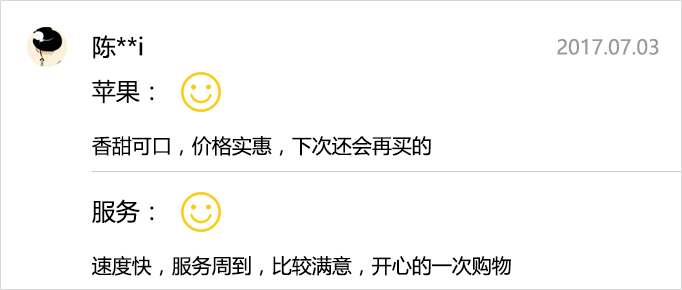 陈**i
2017.07.03
苹果：
香甜可口，价格实惠，下次还会再买的
服务：
速度快，服务周到，比较满意，开心的一次购物